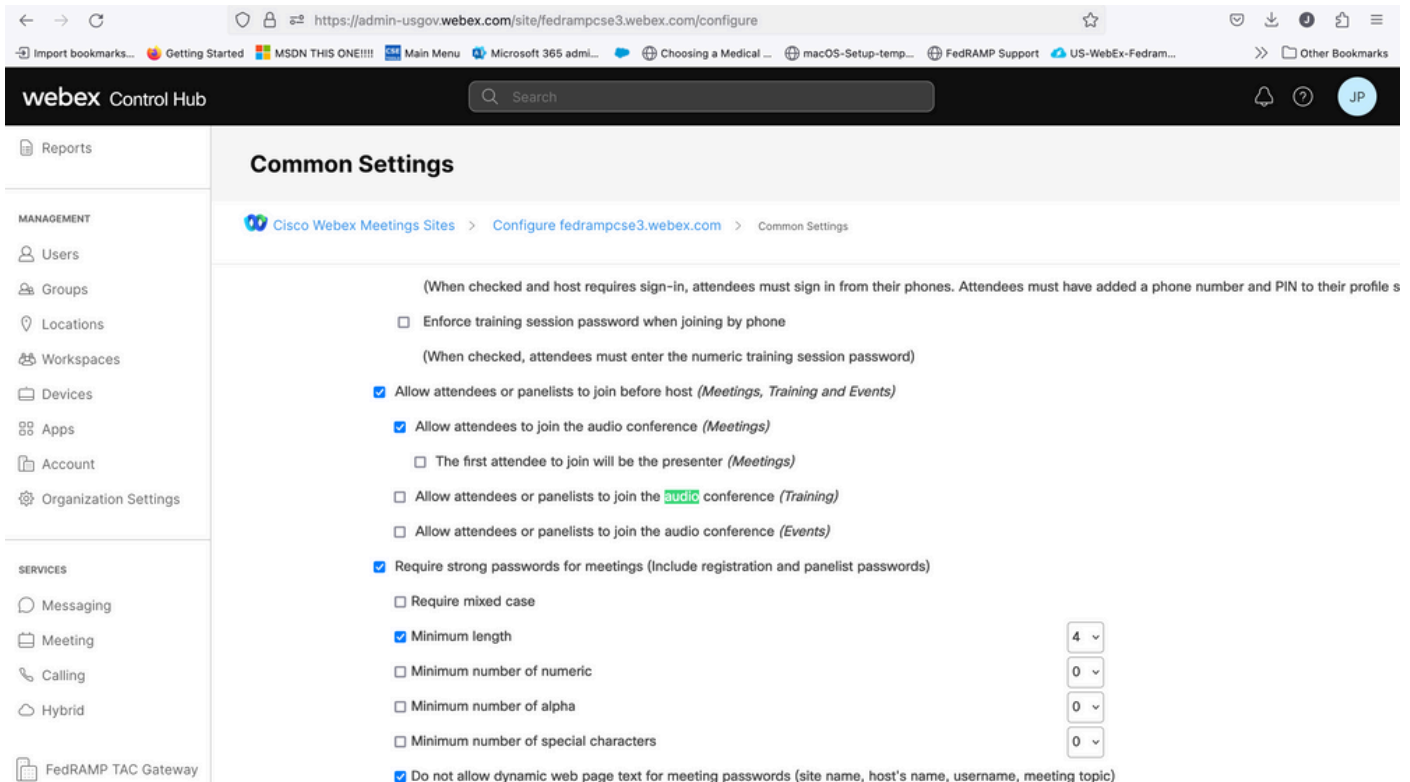 https://admin-usgov.webex.com/site/fedrampcse3.webex.com/configure
Import bookmarks... Getting Started MSDN THIS ONE!!!! CSE Main Menu Microsoft 365 admi... Choosing a Medical ... macOS-Setup-temp... FedRAMP Support US-WebEx-Fedram... Other Bookmarks
webex Control Hub
Search
JP
Reports
MANAGEMENT
Users
Groups
Locations
Workspaces
Devices
Apps
Account
Organization Settings
SERVICES
Messaging
Meeting
Calling
Hybrid
FedRAMP TAC Gateway
Common Settings
Cisco Webex Meetings Sites > Configure fedrampcse3.webex.com > Common Settings
(When checked and host requires sign-in, attendees must sign in from their phones. Attendees must have added a phone number and PIN to their profile s
Enforce training session password when joining by phone
(When checked, attendees must enter the numeric training session password)
Allow attendees or panelists to join before host (Meetings, Training and Events)
Allow attendees to join the audio conference (Meetings)
The first attendee to join will be the presenter (Meetings)
Allow attendees or panelists to join the audio conference (Training)
Allow attendees or panelists to join the audio conference (Events)
Require strong passwords for meetings (Include registration and panelist passwords)
Require mixed case
Minimum length 4
Minimum number of numeric 0
Minimum number of alpha 0
Minimum number of special characters 0
Do not allow dynamic web page text for meeting passwords (site name, host's name, username, meeting topic)